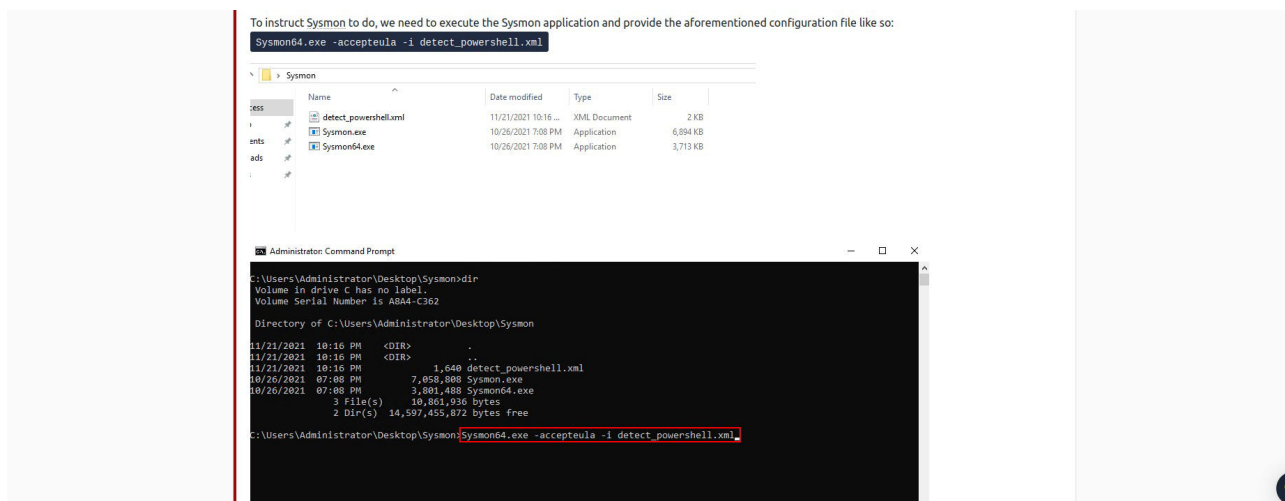 To instruct Sysmon to do, we need to execute the Sysmon application and provide the aforementioned configuration file like so:
Sysmon64.exe -accepteula -i detect_powershell.xml
> Sysmon
Name Date modified Type Size
cess
detect_powershell.xml 11/21/2021 10:16 ... XML Document 2 KB
Sysmon.exe 10/26/2021 7:08 PM Application 6,894 KB
ents Sysmon64.exe 10/26/2021 7:08 PM Application 3,713 KB
ads
Administrator: Command Prompt
C:\Users\Administrator\Desktop\Sysmon>dir
Volume in drive C has no label.
Volume Serial Number is A8A4-C362
Directory of C:\Users\Administrator\Desktop\Sysmon
11/21/2021 10:16 PM <DIR> .
11/21/2021 10:16 PM <DIR> ..
11/21/2021 10:16 PM 1,640 detect_powershell.xml
10/26/2021 07:08 PM 7,058,808 Sysmon.exe
10/26/2021 07:08 PM 3,801,488 Sysmon64.exe
3 File(s) 10,861,936 bytes
2 Dir(s) 14,597,455,872 bytes free
C:\Users\Administrator\Desktop\Sysmon>Sysmon64.exe -accepteula -i detect_powershell.xml